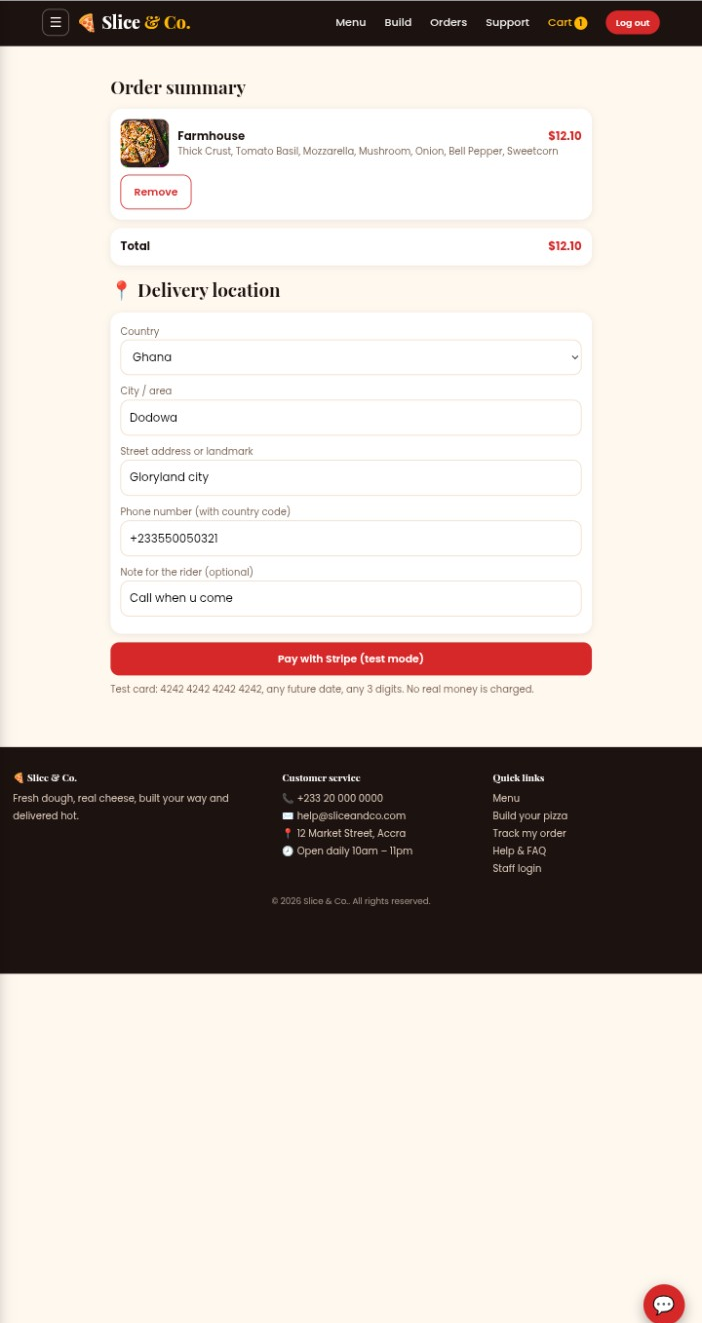 ☰ 🍕 Slice & Co. Menu Build Orders Support Cart 1 Log out
Order summary
Farmhouse $12.10
Thick Crust, Tomato Basil, Mozzarella, Mushroom, Onion, Bell Pepper, Sweetcorn
Remove
Total $12.10
📍 Delivery location
Country
Ghana
City / area
Dodowa
Street address or landmark
Gloryland city
Phone number (with country code)
+233550050321
Note for the rider (optional)
Call when u come
Pay with Stripe (test mode)
Test card: 4242 4242 4242 4242, any future date, any 3 digits. No real money is charged.
🍕 Slice & Co.
Fresh dough, real cheese, built your way and
delivered hot.
Customer service
📞 +233 20 000 0000
✉️ help@sliceandco.com
📍 12 Market Street, Accra
🕗 Open daily 10am – 11pm
Quick links
Menu
Build your pizza
Track my order
Help & FAQ
Staff login
© 2026 Slice & Co.. All rights reserved.